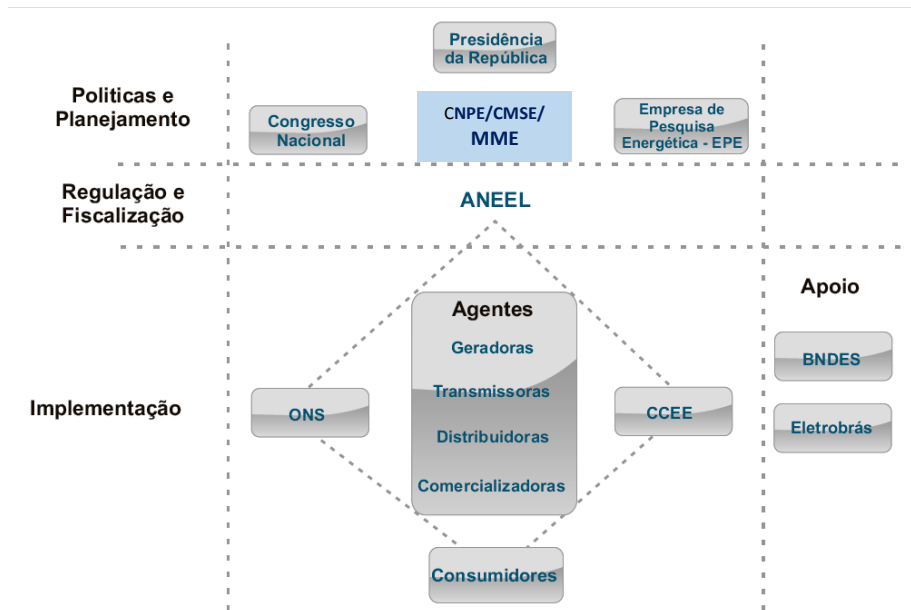 Presidência
da República
Politicas e
Planejamento
Congresso
Nacional
CNPE/CMSE/
MME
Empresa de
Pesquisa
Energética - EPE
Regulação e
Fiscalização
ANEEL
Agentes
Geradoras
Transmissoras
Distribuidoras
Comercializadoras
Apoio
BNDES
Eletrobrás
Implementação
ONS
CCEE
Consumidores